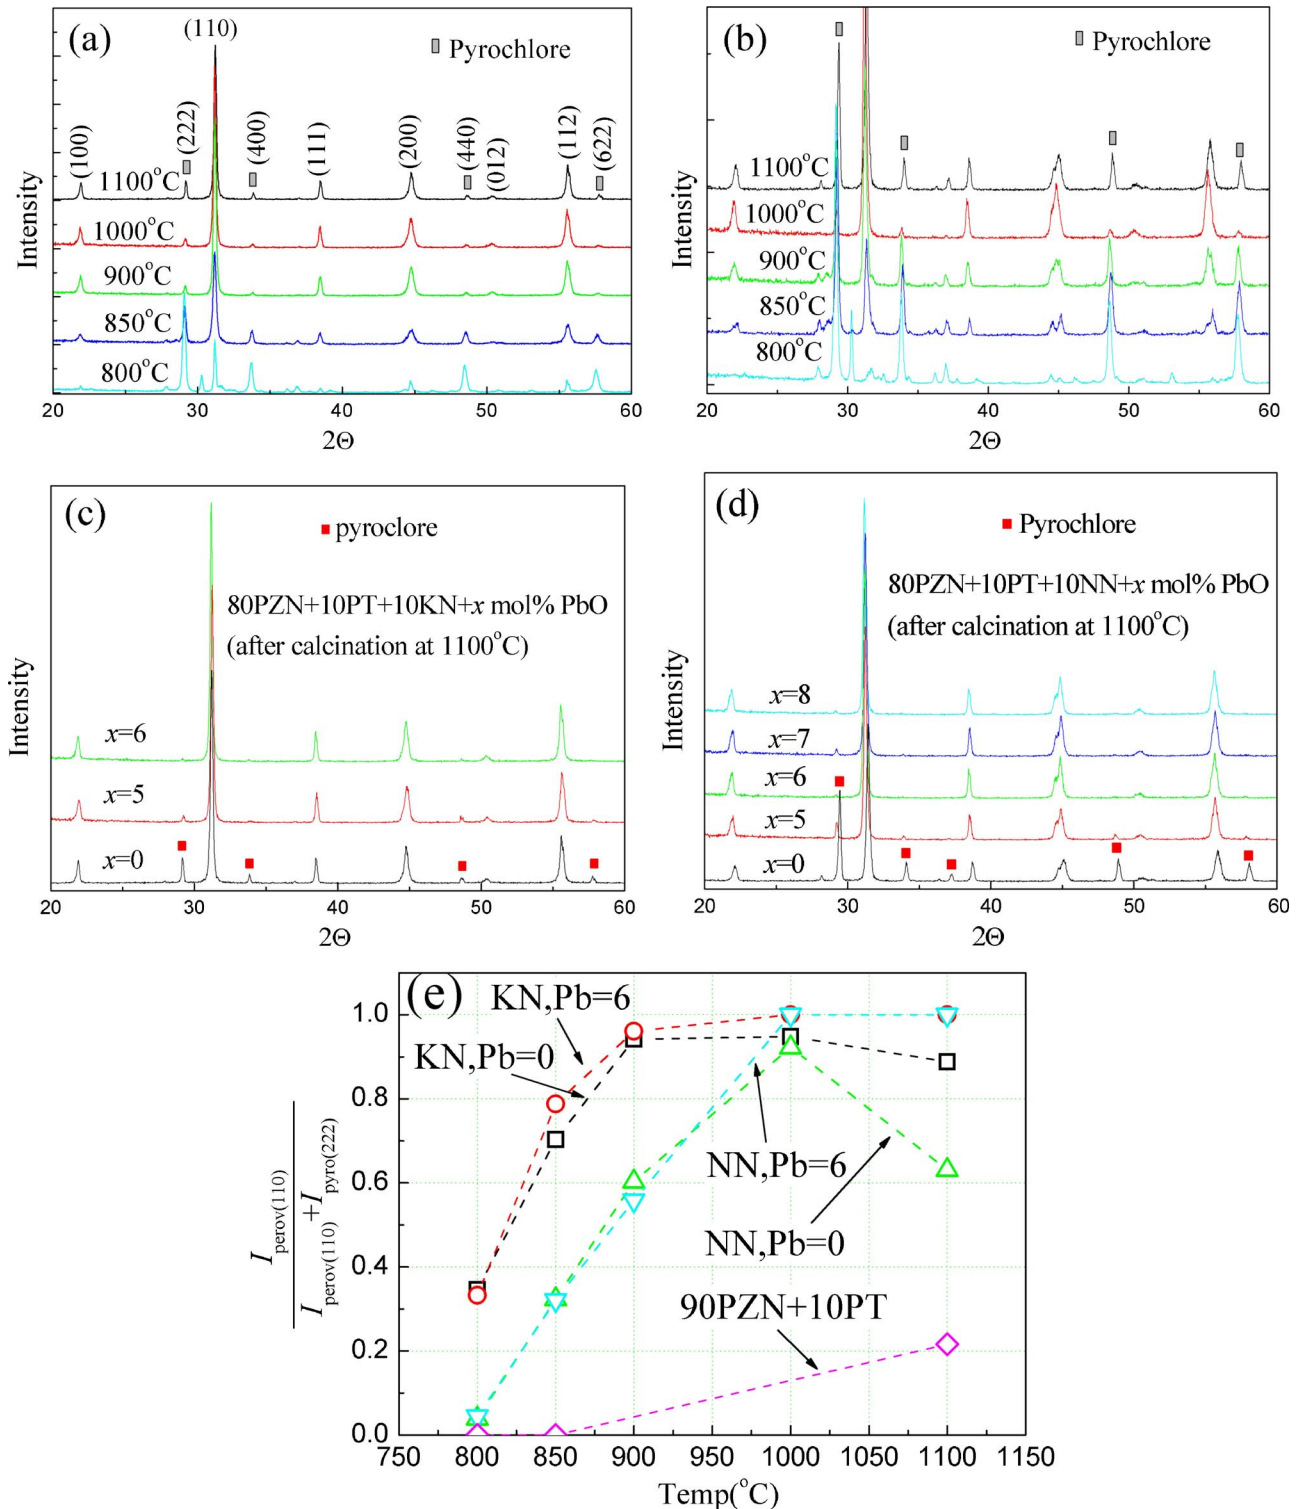 (a)
(110)
Pyrochlore
(100)
(222)
(400)
(111)
(200)
(440)
(012)
(112)
(622)
1100°C
1000°C
900°C
850°C
800°C
Intensity
20 30 40 50 60
2Θ
(b)
Pyrochlore
1100°C
1000°C
900°C
850°C
800°C
Intensity
20 30 40 50 60
2Θ
(c)
pyroclore
80PZN+10PT+10KN+x mol% PbO
(after calcination at 1100°C)
x=6
x=5
x=0
Intensity
20 30 40 50 60
2Θ
(d)
Pyrochlore
80PZN+10PT+10NN+x mol% PbO
(after calcination at 1100°C)
x=8
x=7
x=6
x=5
x=0
Intensity
20 30 40 50 60
2Θ
(e)
KN,Pb=6
KN,Pb=0
NN,Pb=6
NN,Pb=0
90PZN+10PT
I perov(110)
I perov(110) +I pyro(222)
1.0
0.8
0.6
0.4
0.2
0.0
750 800 850 900 950 1000 1050 1100 1150
Temp(°C)